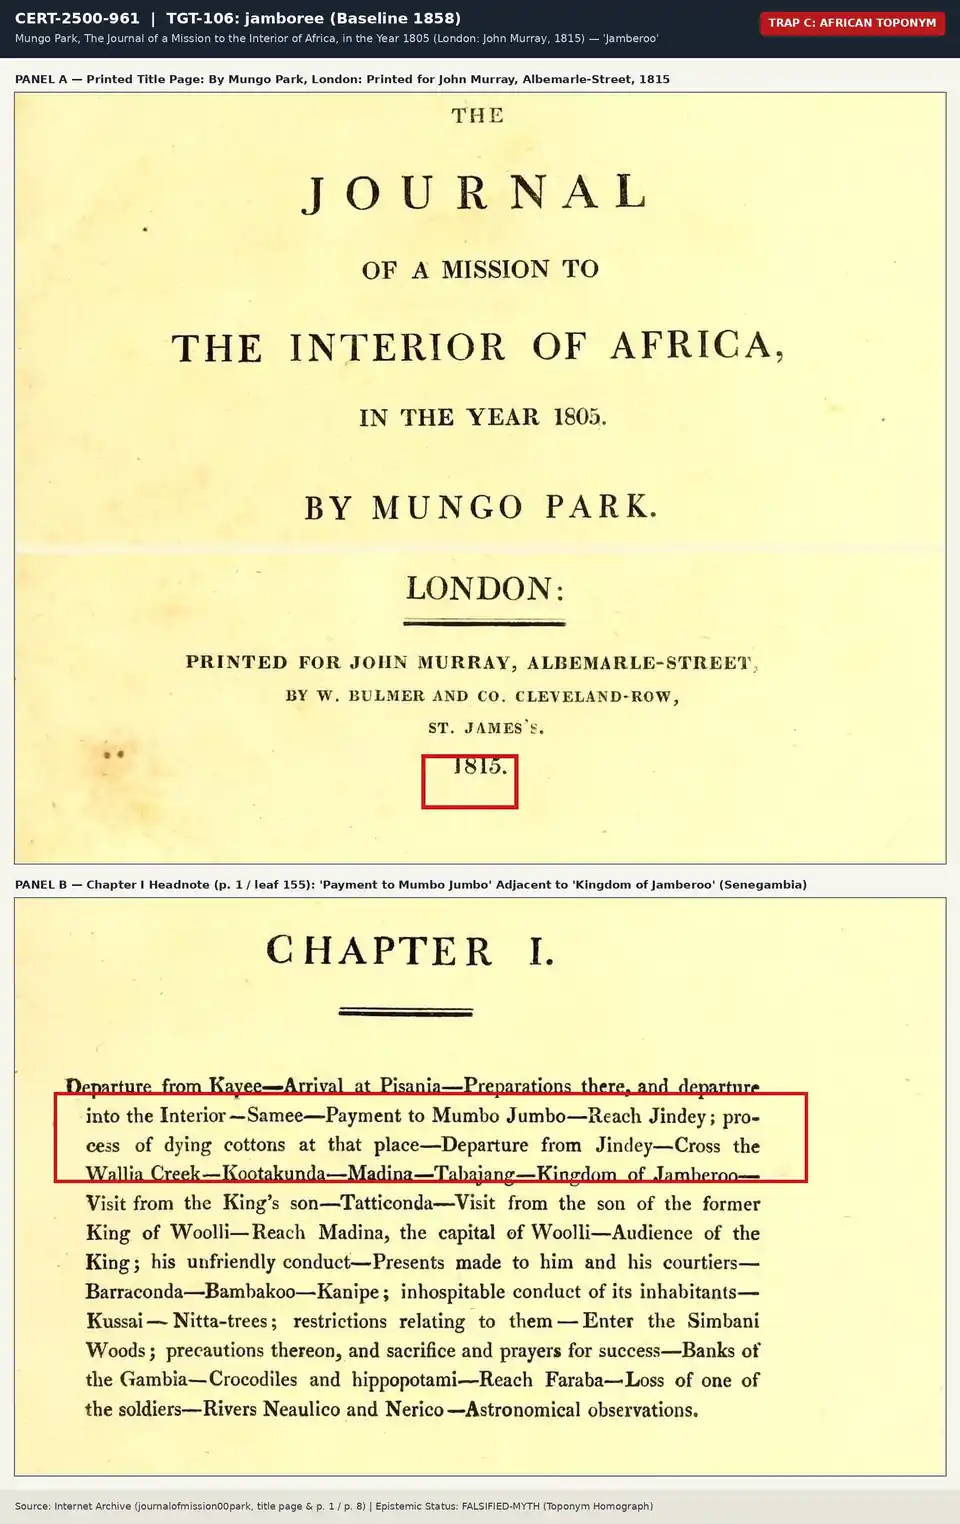 CERT-2500-961 | TGT-106: jamboree (Baseline 1858)
Mungo Park, The Journal of a Mission to the Interior of Africa, in the Year 1805 (London: John Murray, 1815) — 'Jamberoo'
TRAP C: AFRICAN TOPONYM
PANEL A — Printed Title Page: By Mungo Park, London: Printed for John Murray, Albemarle-Street, 1815
THE
JOURNAL
OF A MISSION TO
THE INTERIOR OF AFRICA,
IN THE YEAR 1805.
BY MUNGO PARK.
LONDON:
PRINTED FOR JOHN MURRAY, ALBEMARLE-STREET,
BY W. BULMER AND CO. CLEVELAND-ROW,
ST. JAMES's.
1815.
PANEL B — Chapter I Headnote (p. 1 / leaf 155): 'Payment to Mumbo Jumbo' Adjacent to 'Kingdom of Jamberoo' (Senegambia)
CHAPTER I.
Departure from Kayee—Arrival at Pisania—Preparations there, and departure
into the Interior—Samee—Payment to Mumbo Jumbo—Reach Jindey; pro-
cess of dying cottons at that place—Departure from Jindey—Cross the
Wallia Creek—Kootakunda—Madina—Tabajang—Kingdom of Jamberoo—
Visit from the King's son—Tatticonda—Visit from the son of the former
King of Woolli—Reach Madina, the capital of Woolli—Audience of the
King; his unfriendly conduct—Presents made to him and his courtiers—
Barraconda—Bambakoo—Kanipe; inhospitable conduct of its inhabitants—
Kussai—Nitta-trees; restrictions relating to them—Enter the Simbani
Woods; precautions thereon, and sacrifice and prayers for success—Banks of
the Gambia—Crocodiles and hippopotami—Reach Faraba—Loss of one of
the soldiers—Rivers Neaulico and Nerico—Astronomical observations.
Source: Internet Archive (journalofmission00park, title page & p. 1 / p. 8) | Epistemic Status: FALSIFIED-MYTH (Toponym Homograph)